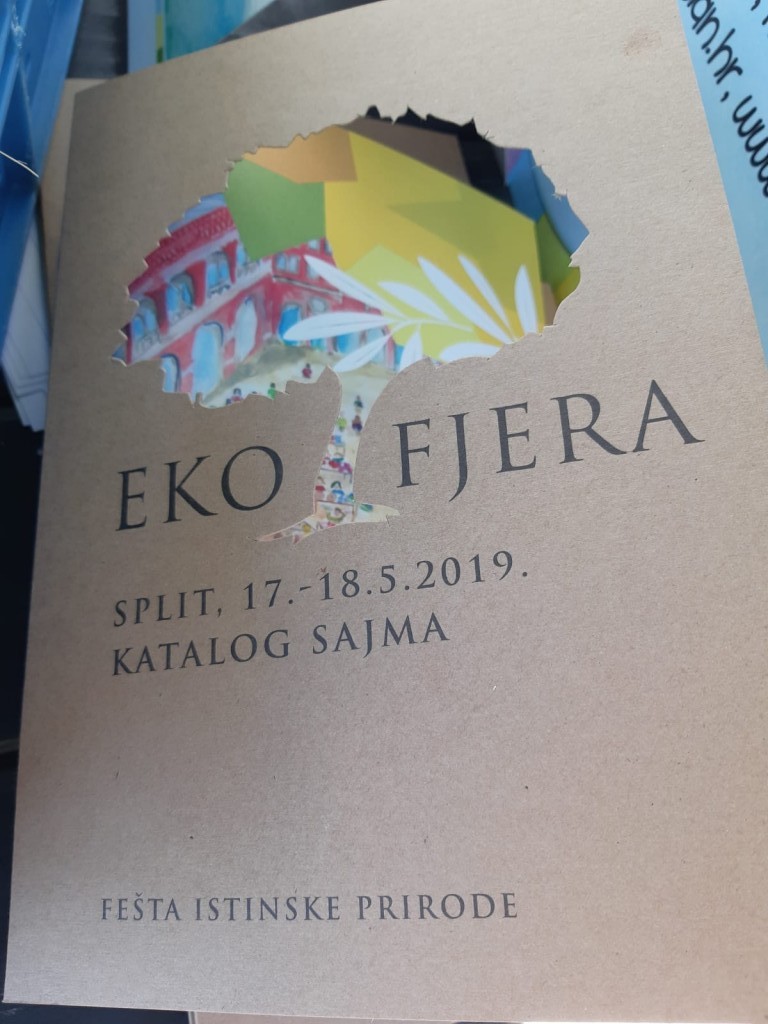 EKO FJERA
SPLIT, 17.-18.5.2019.
KATALOG SAJMA
FEŠTA ISTINSKE PRIRODE